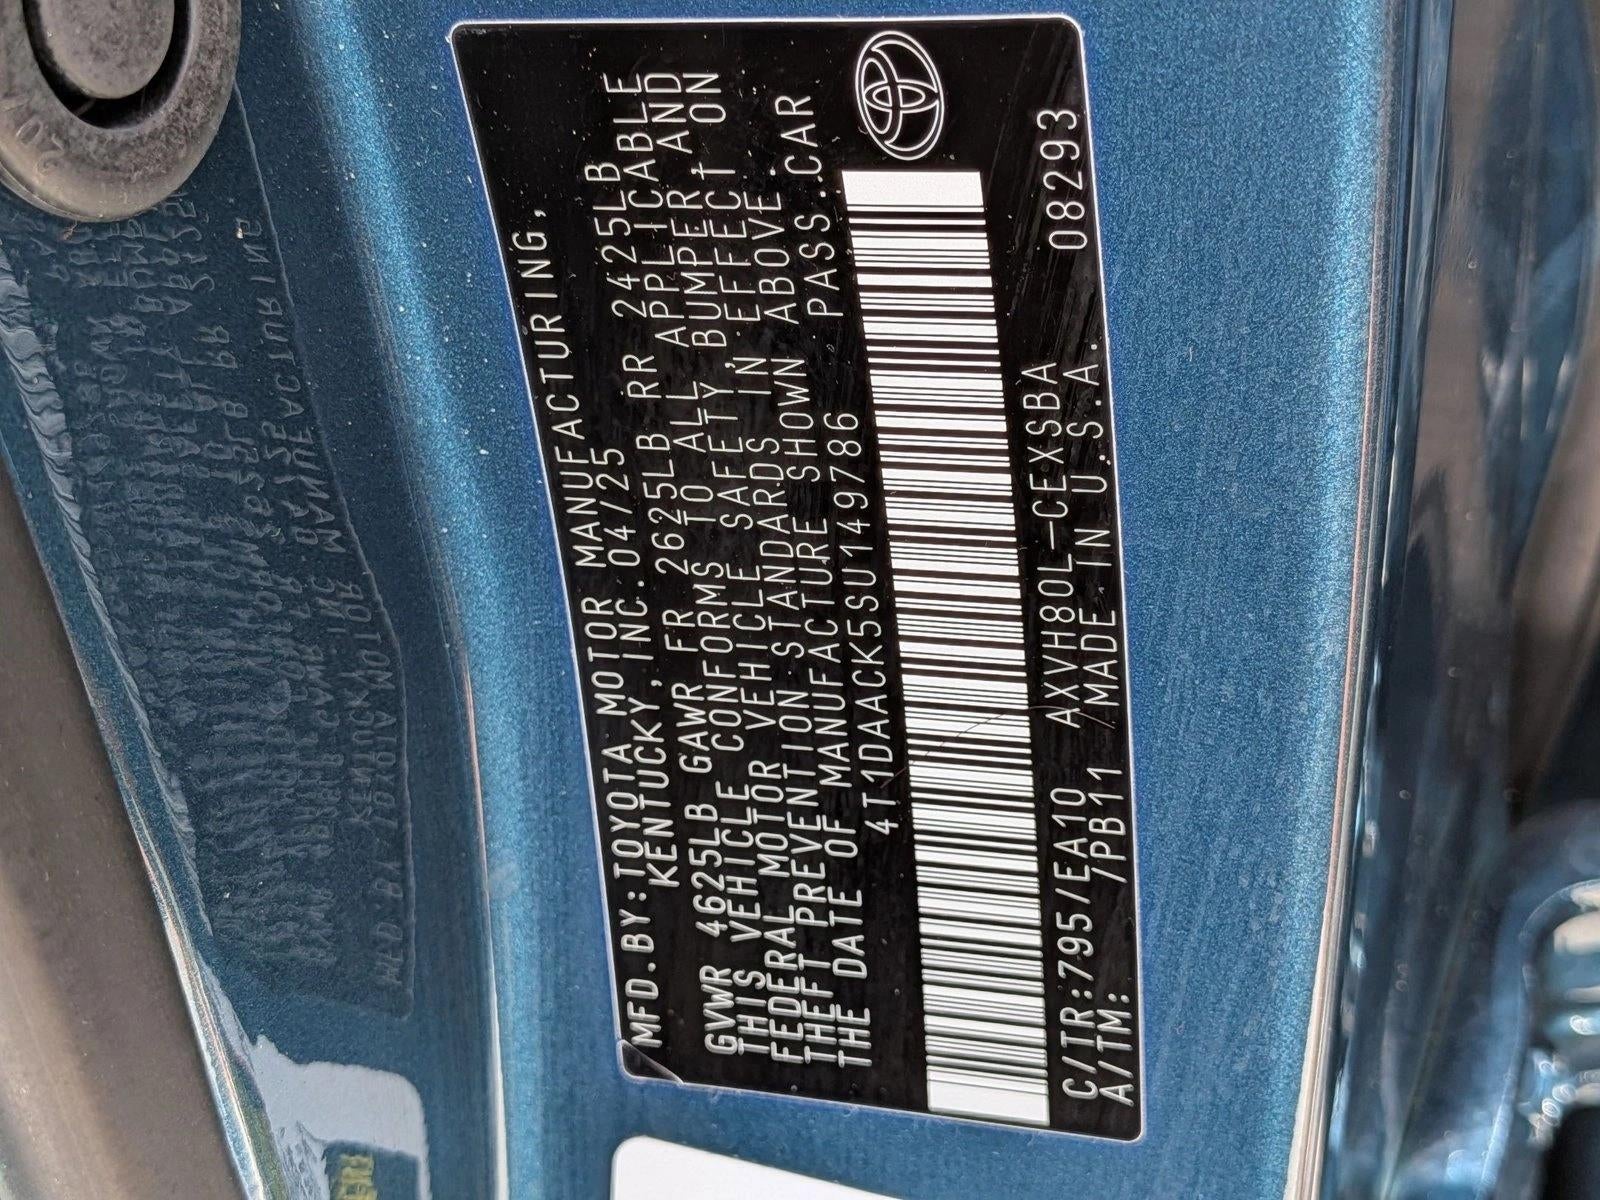 MFD.BY:TOYOTA MOTOR MANUFACTURING,
KENTUCKY,INC.04/25
GVWR 4625LB GAWR FR 2625LB RR 2425LB
THIS VEHICLE CONFORMS TO ALL APPLICABLE
FEDERAL MOTOR VEHICLE SAFETY,BUMPER,AND
THEFT PREVENTION STANDARDS IN EFFECT ON
THE DATE OF MANUFACTURE SHOWN ABOVE.
4T1DAACK5SU149786 PASS.CAR
C/TR:795/EA10 AXVH80L-CEXSBA 08293
A/TM: /PB11 /MADE IN U.S.A.